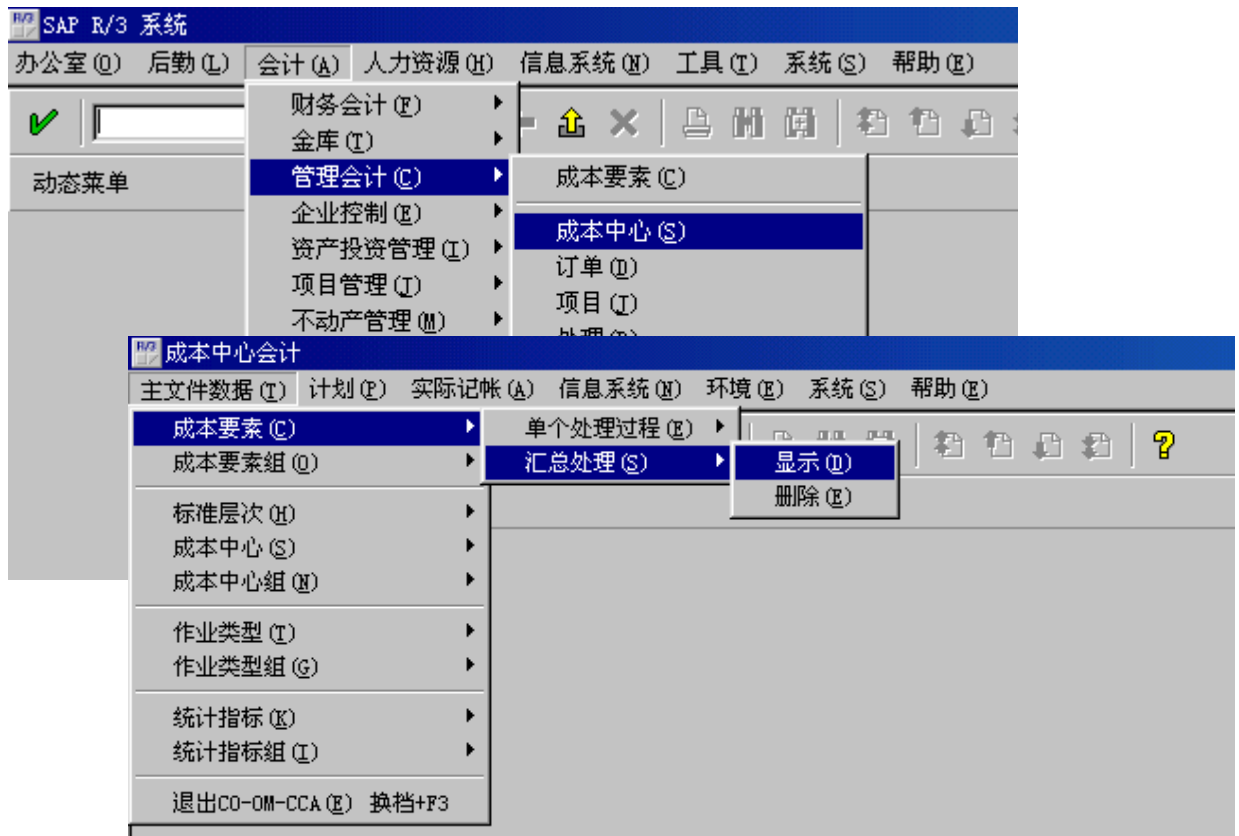 SAP R/3 系统
办公室(O) 后勤(L) 会计(A) 人力资源(H) 信息系统(N) 工具(T) 系统(S) 帮助(E)
财务会计(F)
金库(T)
管理会计(C)
企业控制(E)
资产投资管理(I)
项目管理(J)
不动产管理(M)
动态菜单
成本要素(C)
成本中心(S)
订单(D)
项目(J)
R/3 成本中心会计
主文件数据(T) 计划(P) 实际记帐(A) 信息系统(N) 环境(E) 系统(S) 帮助(E)
成本要素(C)
成本要素组(O)
标准层次(H)
成本中心(S)
成本中心组(N)
作业类型(T)
作业类型组(G)
统计指标(K)
统计指标组(I)
退出CO-OM-CCA(E) 换档+F3
单个处理过程(E)
汇总处理(S)
显示(D)
删除(E)